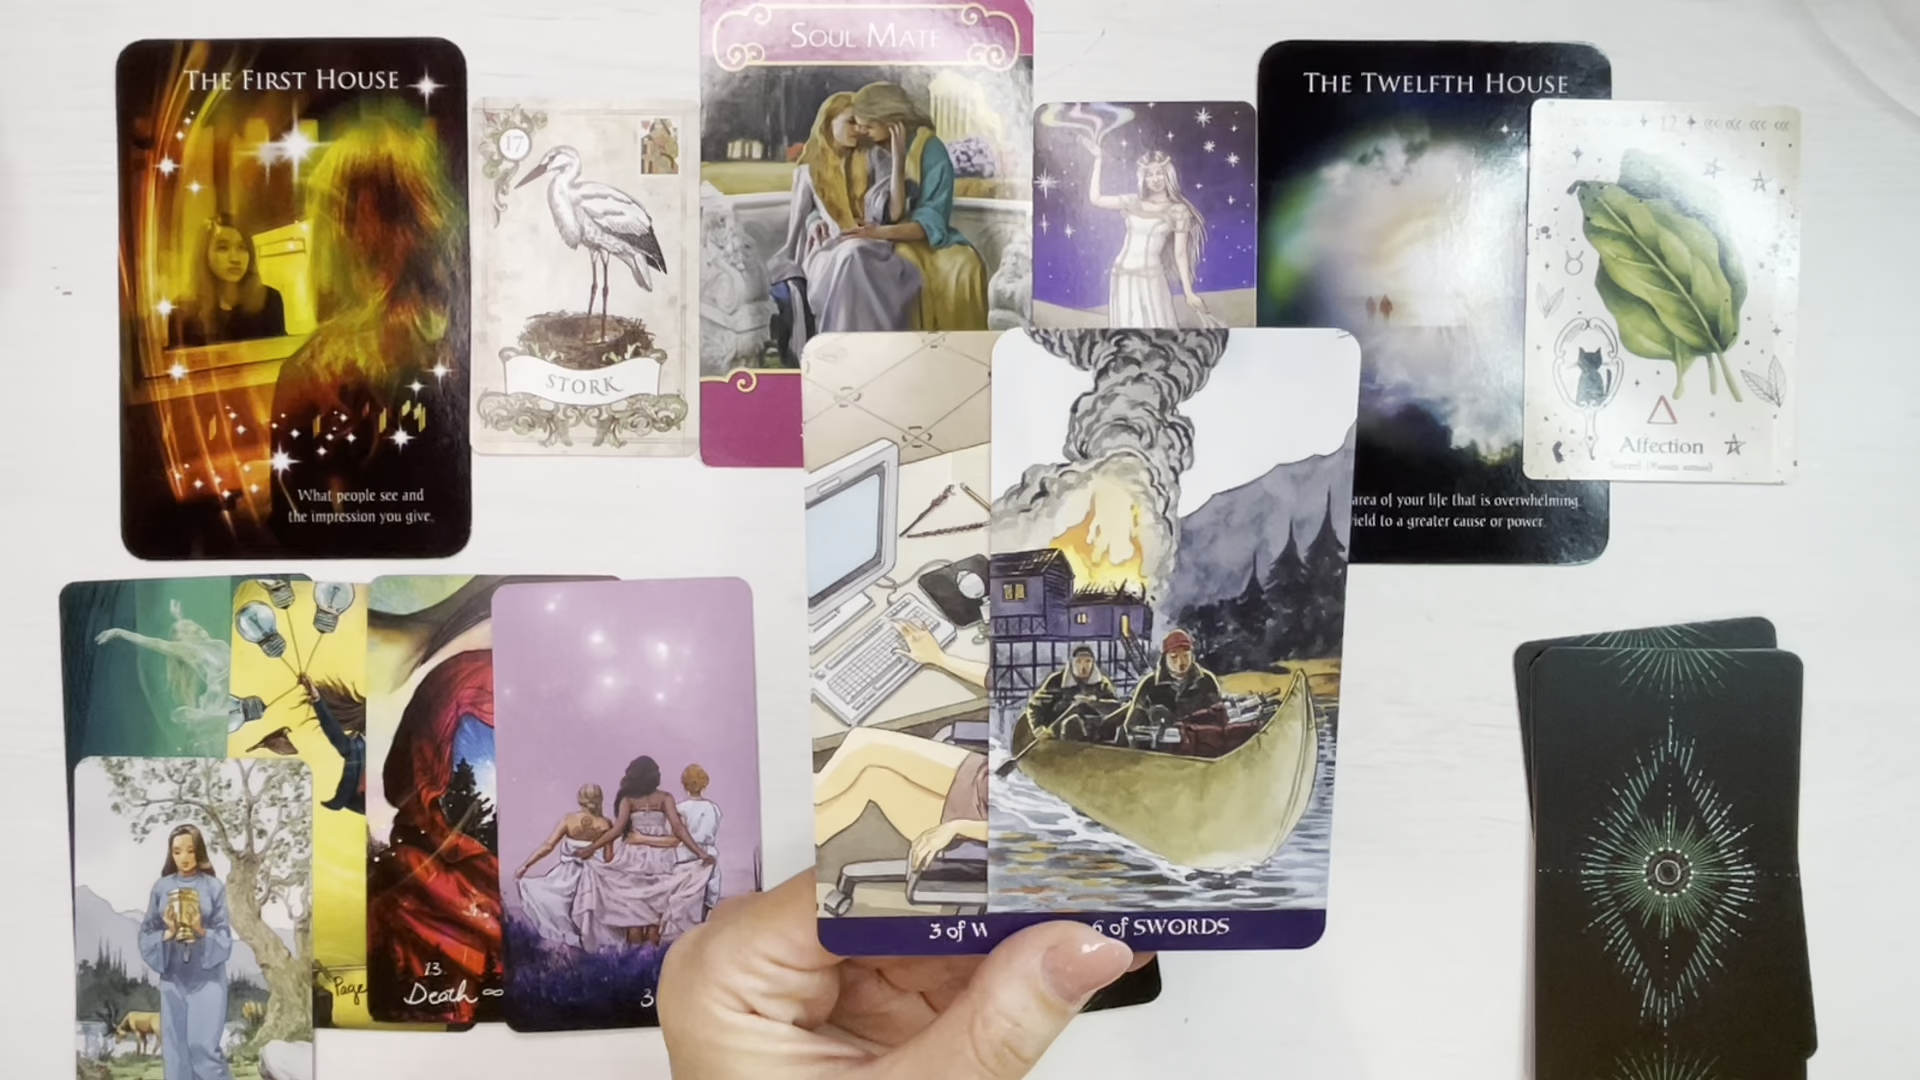 THE FIRST HOUSE
What people see and
the impression you give.
17
STORK
SOUL MATE
THE TWELFTH HOUSE
area of your life that is overwhelming
to a greater cause or power.
12
Affection
Page
13.
Death ∞
3
3 of W
6 of SWORDS